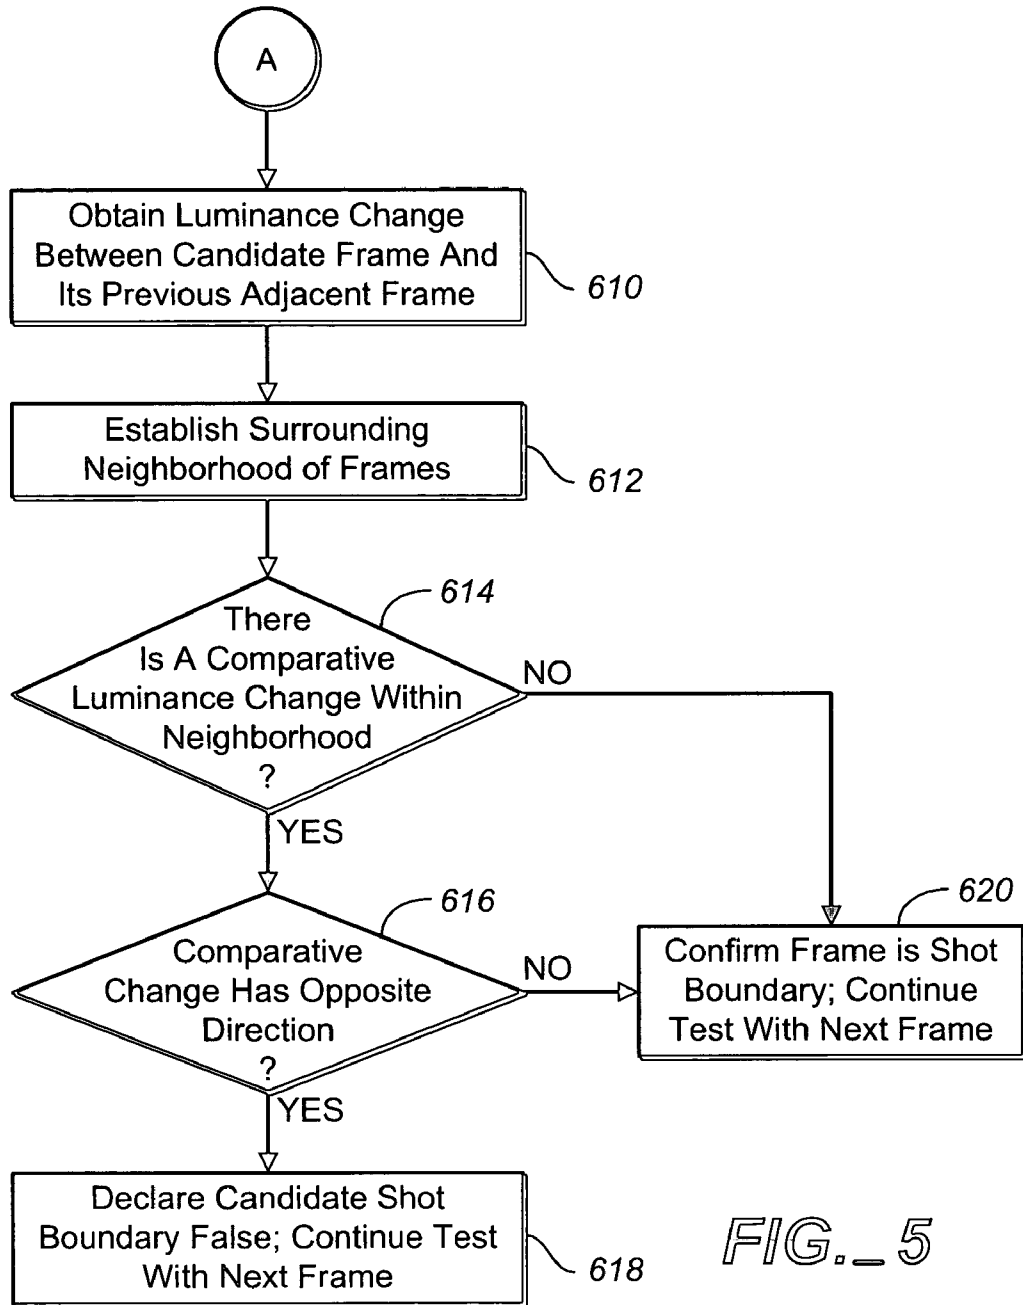 A
Obtain Luminance Change
Between Candidate Frame And
Its Previous Adjacent Frame
610
Establish Surrounding
Neighborhood of Frames
612
614
There
Is A Comparative
Luminance Change Within
Neighborhood
?
NO
YES
616
Comparative
Change Has Opposite
Direction
?
NO
YES
620
Confirm Frame is Shot
Boundary; Continue
Test With Next Frame
Declare Candidate Shot
Boundary False; Continue Test
With Next Frame
618
FIG._5